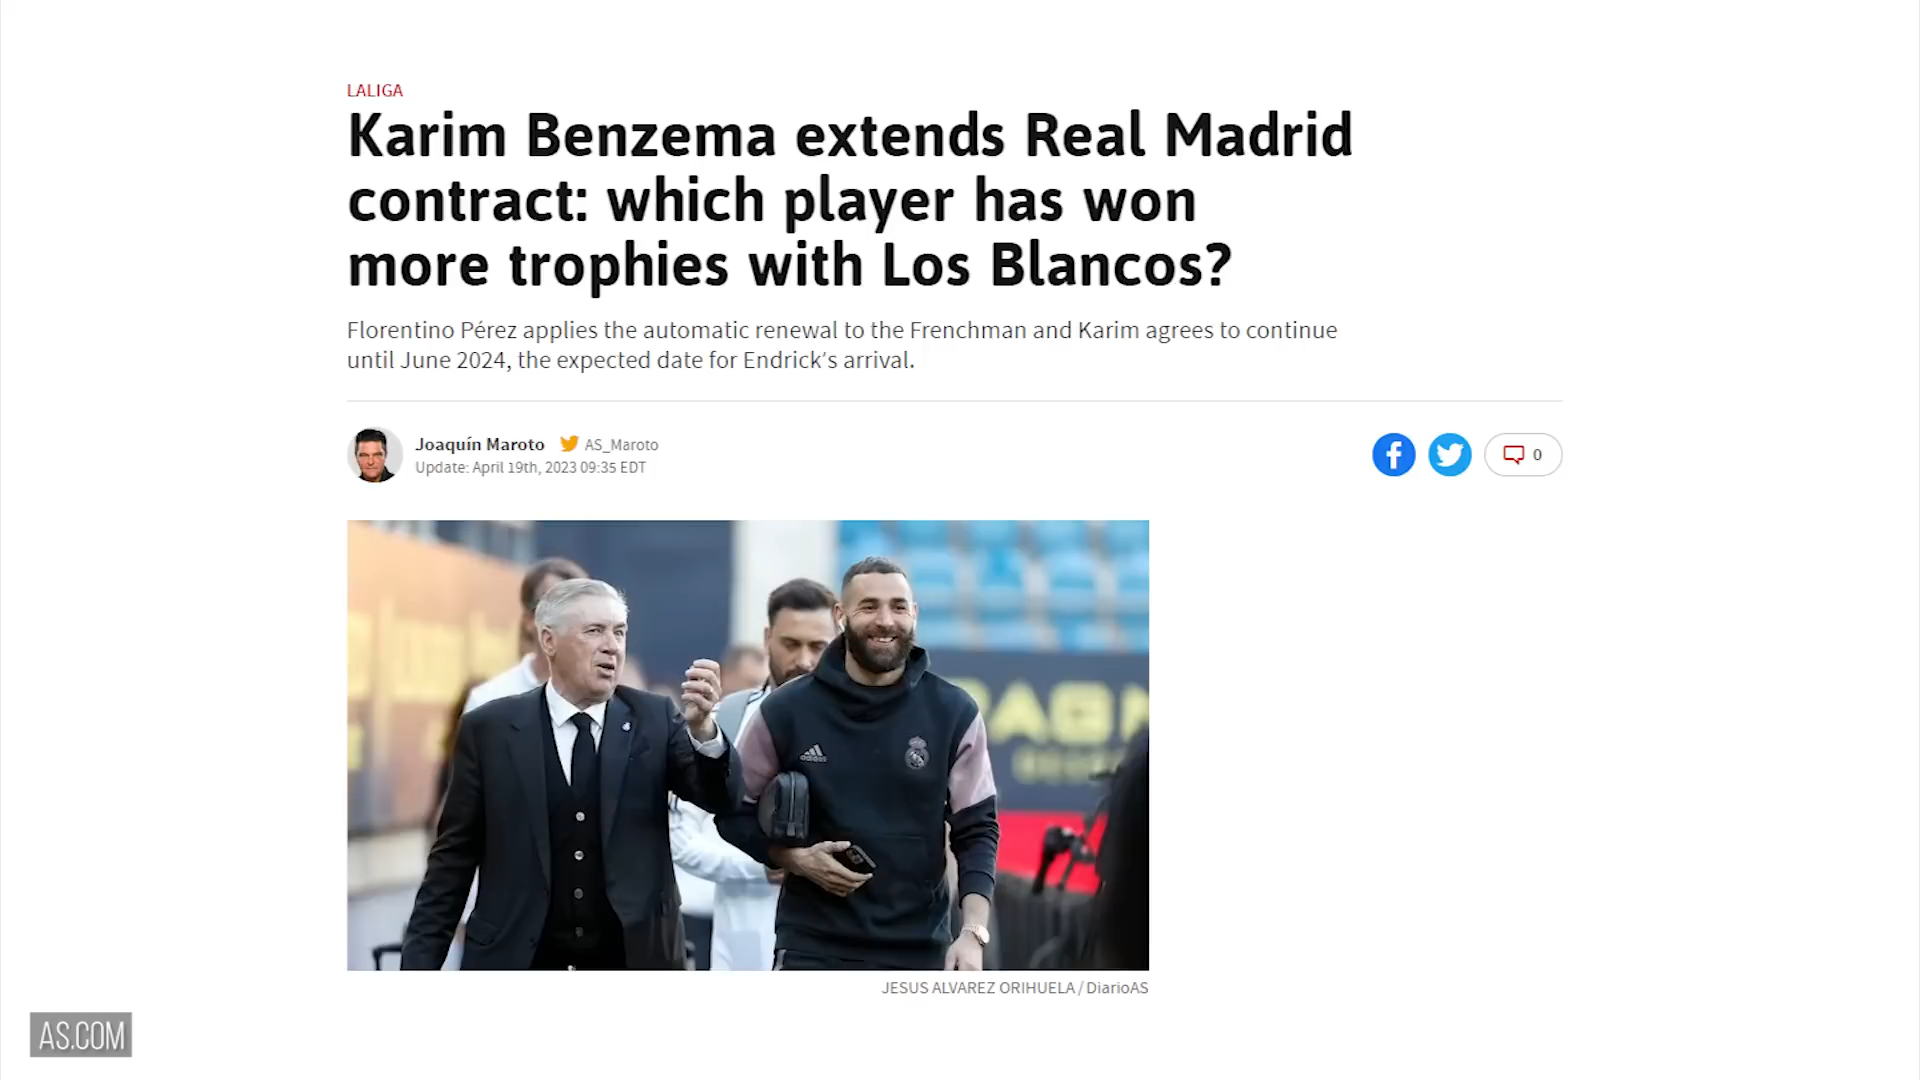 LALIGA
Karim Benzema extends Real Madrid
contract: which player has won
more trophies with Los Blancos?
Florentino Pérez applies the automatic renewal to the Frenchman and Karim agrees to continue
until June 2024, the expected date for Endrick's arrival.
Joaquín Maroto AS_Maroto
Update: April 19th, 2023 09:35 EDT
0
adidas
JESUS ALVAREZ ORIHUELA / DiarioAS
AS.COM